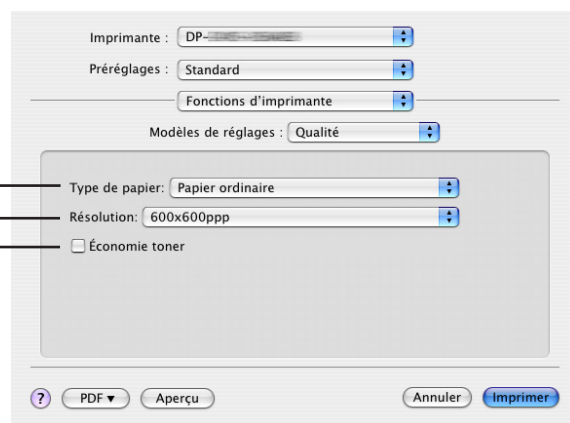 Imprimante : DP-
Préréglages : Standard
Fonctions d'imprimante
Modèles de réglages : Qualité
Type de papier: Papier ordinaire
Résolution: 600x600ppp
Économie toner
? PDF ▼ Aperçu Annuler Imprimer